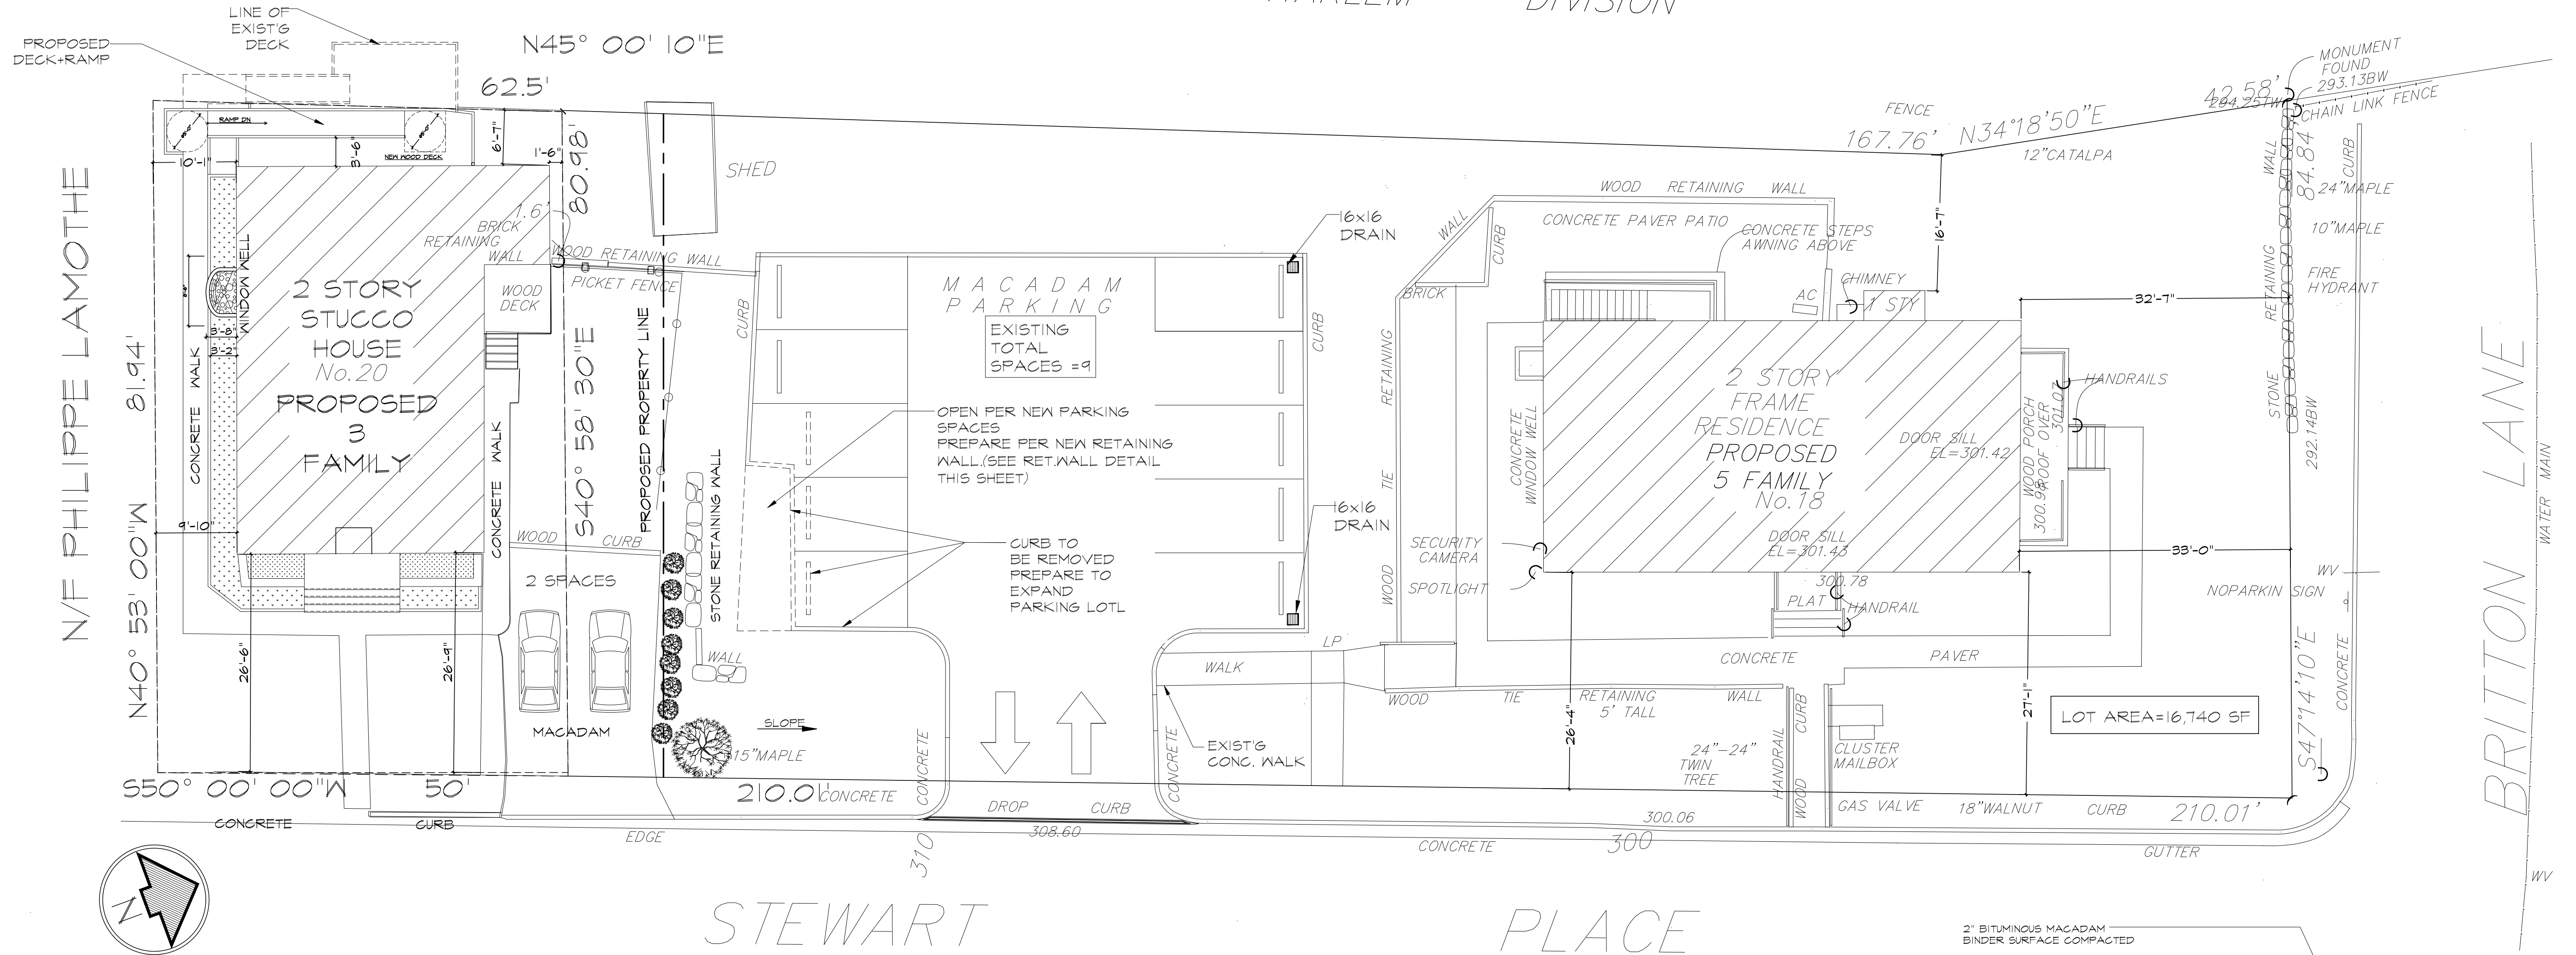 HARLEEM DIVISION
LINE OF
EXIST'G
DECK
PROPOSED
DECK+RAMP
N45° 00' 10"E
62.5'
MONUMENT
FOUND
293.13BW
42.58'
294.25TW
CHAIN LINK FENCE
FENCE
167.76'
N34°18'50"E
12"CATALPA
RAMP DN
NEW WOOD DECK
6'-7"
3'-6"
1'-6"
10'-1"
80.98'
SHED
WALL
84.84'
CURB
24"MAPLE
10"MAPLE
FIRE
HYDRANT
RETAINING
STONE
292.14BW
N/F PHILIPPE LAMOTHE
81.94'
N40° 53' 00"W
CONCRETE WALK
WINDOW WELL
3'-2"
9'-10"
1.6'
BRICK
RETAINING
WALL
WOOD RETAINING WALL
PICKET FENCE
WOOD
DECK
2 STORY
STUCCO
HOUSE
No.20
PROPOSED
3
FAMILY
CONCRETE WALK
S40° 58' 30"E
PROPOSED PROPERTY LINE
WOOD CURB
2 SPACES
MACADAM
STONE RETAINING WALL
WALL
SLOPE
15"MAPLE
26'-6"
26'-9"
CURB
MACADAM
PARKING
EXISTING
TOTAL
SPACES =9
16x16
DRAIN
CURB
OPEN PER NEW PARKING
SPACES
PREPARE PER NEW RETAINING
WALL.(SEE RET.WALL DETAIL
THIS SHEET)
16x16
DRAIN
CURB TO
BE REMOVED
PREPARE TO
EXPAND
PARKING LOTL
WOOD RETAINING WALL
CONCRETE PAVER PATIO
CONCRETE STEPS
AWNING ABOVE
WALL
CURB
BRICK
16'-7"
CHIMNEY
AC
1 STY
32'-7"
WOOD TIE RETAINING
CONCRETE
WINDOW WELL
2 STORY
FRAME
RESIDENCE
PROPOSED
5 FAMILY
No.18
DOOR SILL
EL=301.42
DOOR SILL
EL=301.43
WOOD PORCH
ROOF OVER
301.07
300.98
HANDRAILS
33'-0"
SECURITY
CAMERA
SPOTLIGHT
300.78
PLAT
HANDRAIL
WV
NOPARKIN SIGN
LP
WALK
CONCRETE PAVER
WOOD TIE RETAINING WALL
5' TALL
26'-4"
27'-1"
LOT AREA=16,740 SF
S47°14'10"E
CONCRETE
BRITTON LANE
WATER MAIN
EXIST'G
CONC. WALK
24"-24"
TWIN
TREE
HANDRAIL
WOOD CURB
CLUSTER
MAILBOX
S50° 00' 00"W
50'
210.01'
CONCRETE
CONCRETE
CONCRETE
DROP CURB
GAS VALVE
18"WALNUT
CURB
210.01'
CONCRETE CURB
EDGE
308.60
300.06
310
CONCRETE
300
GUTTER
WV
N
STEWART PLACE
2" BITUMINOUS MACADAM
BINDER SURFACE COMPACTED